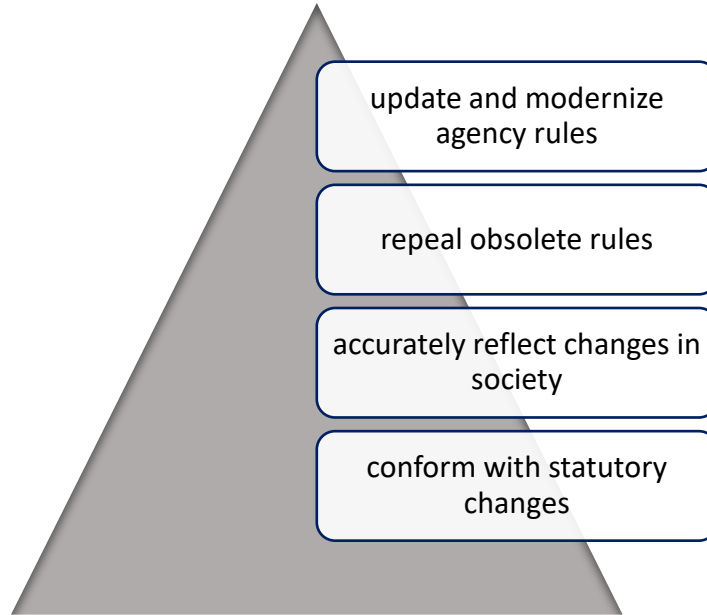 update and modernize
agency rules
repeal obsolete rules
accurately reflect changes in
society
conform with statutory
changes